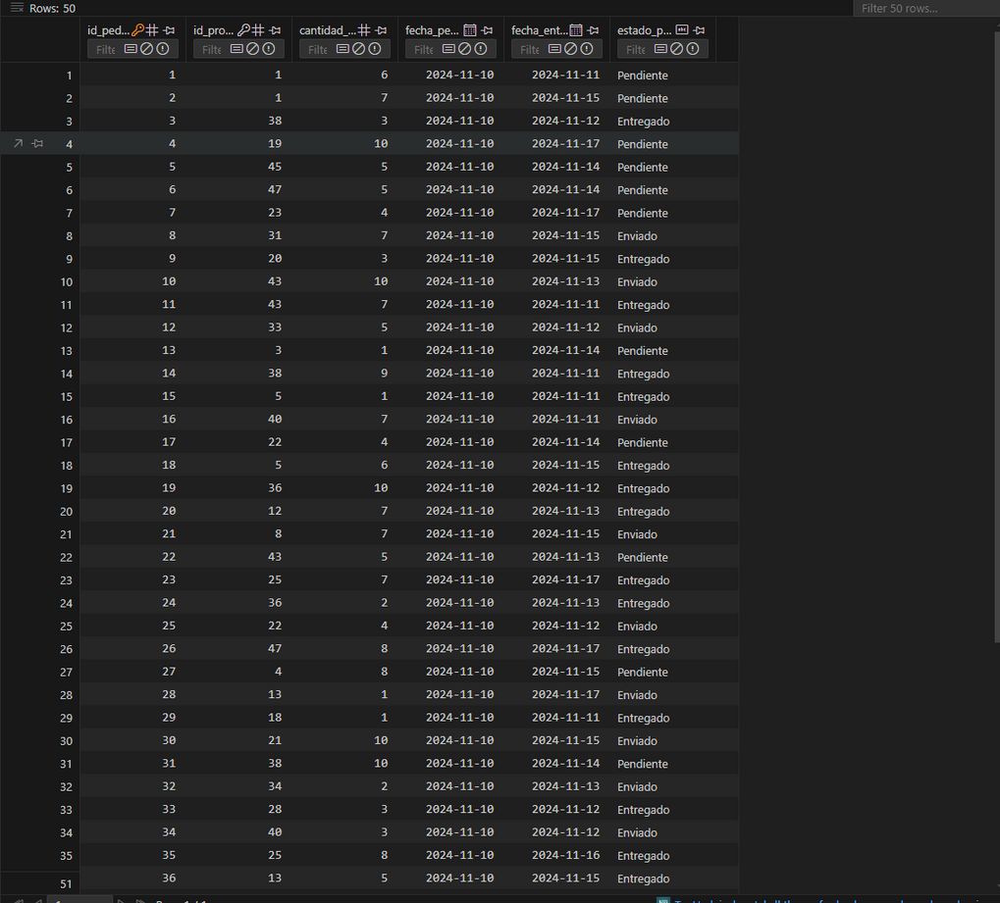 Rows: 50 Filter 50 rows...
id_ped... id_pro... cantidad_... fecha_pe... fecha_ent... estado_p...
Filte Filte Filte Filte Filte Filte
1 1 1 6 2024-11-10 2024-11-11 Pendiente
2 2 1 7 2024-11-10 2024-11-15 Pendiente
3 3 38 3 2024-11-10 2024-11-12 Entregado
4 4 19 10 2024-11-10 2024-11-17 Pendiente
5 5 45 5 2024-11-10 2024-11-14 Pendiente
6 6 47 5 2024-11-10 2024-11-14 Pendiente
7 7 23 4 2024-11-10 2024-11-17 Pendiente
8 8 31 7 2024-11-10 2024-11-15 Enviado
9 9 20 3 2024-11-10 2024-11-15 Entregado
10 10 43 10 2024-11-10 2024-11-13 Enviado
11 11 43 7 2024-11-10 2024-11-11 Entregado
12 12 33 5 2024-11-10 2024-11-12 Enviado
13 13 3 1 2024-11-10 2024-11-14 Pendiente
14 14 38 9 2024-11-10 2024-11-11 Entregado
15 15 5 1 2024-11-10 2024-11-11 Entregado
16 16 40 7 2024-11-10 2024-11-11 Enviado
17 17 22 4 2024-11-10 2024-11-14 Pendiente
18 18 5 6 2024-11-10 2024-11-15 Entregado
19 19 36 10 2024-11-10 2024-11-12 Entregado
20 20 12 7 2024-11-10 2024-11-13 Entregado
21 21 8 7 2024-11-10 2024-11-15 Enviado
22 22 43 5 2024-11-10 2024-11-13 Pendiente
23 23 25 7 2024-11-10 2024-11-17 Entregado
24 24 36 2 2024-11-10 2024-11-13 Entregado
25 25 22 4 2024-11-10 2024-11-12 Enviado
26 26 47 8 2024-11-10 2024-11-17 Entregado
27 27 4 8 2024-11-10 2024-11-15 Pendiente
28 28 13 1 2024-11-10 2024-11-17 Enviado
29 29 18 1 2024-11-10 2024-11-11 Entregado
30 30 21 10 2024-11-10 2024-11-15 Enviado
31 31 38 10 2024-11-10 2024-11-14 Pendiente
32 32 34 2 2024-11-10 2024-11-13 Enviado
33 33 28 3 2024-11-10 2024-11-12 Entregado
34 34 40 3 2024-11-10 2024-11-12 Enviado
35 35 25 8 2024-11-10 2024-11-16 Entregado
51 36 13 5 2024-11-10 2024-11-15 Entregado